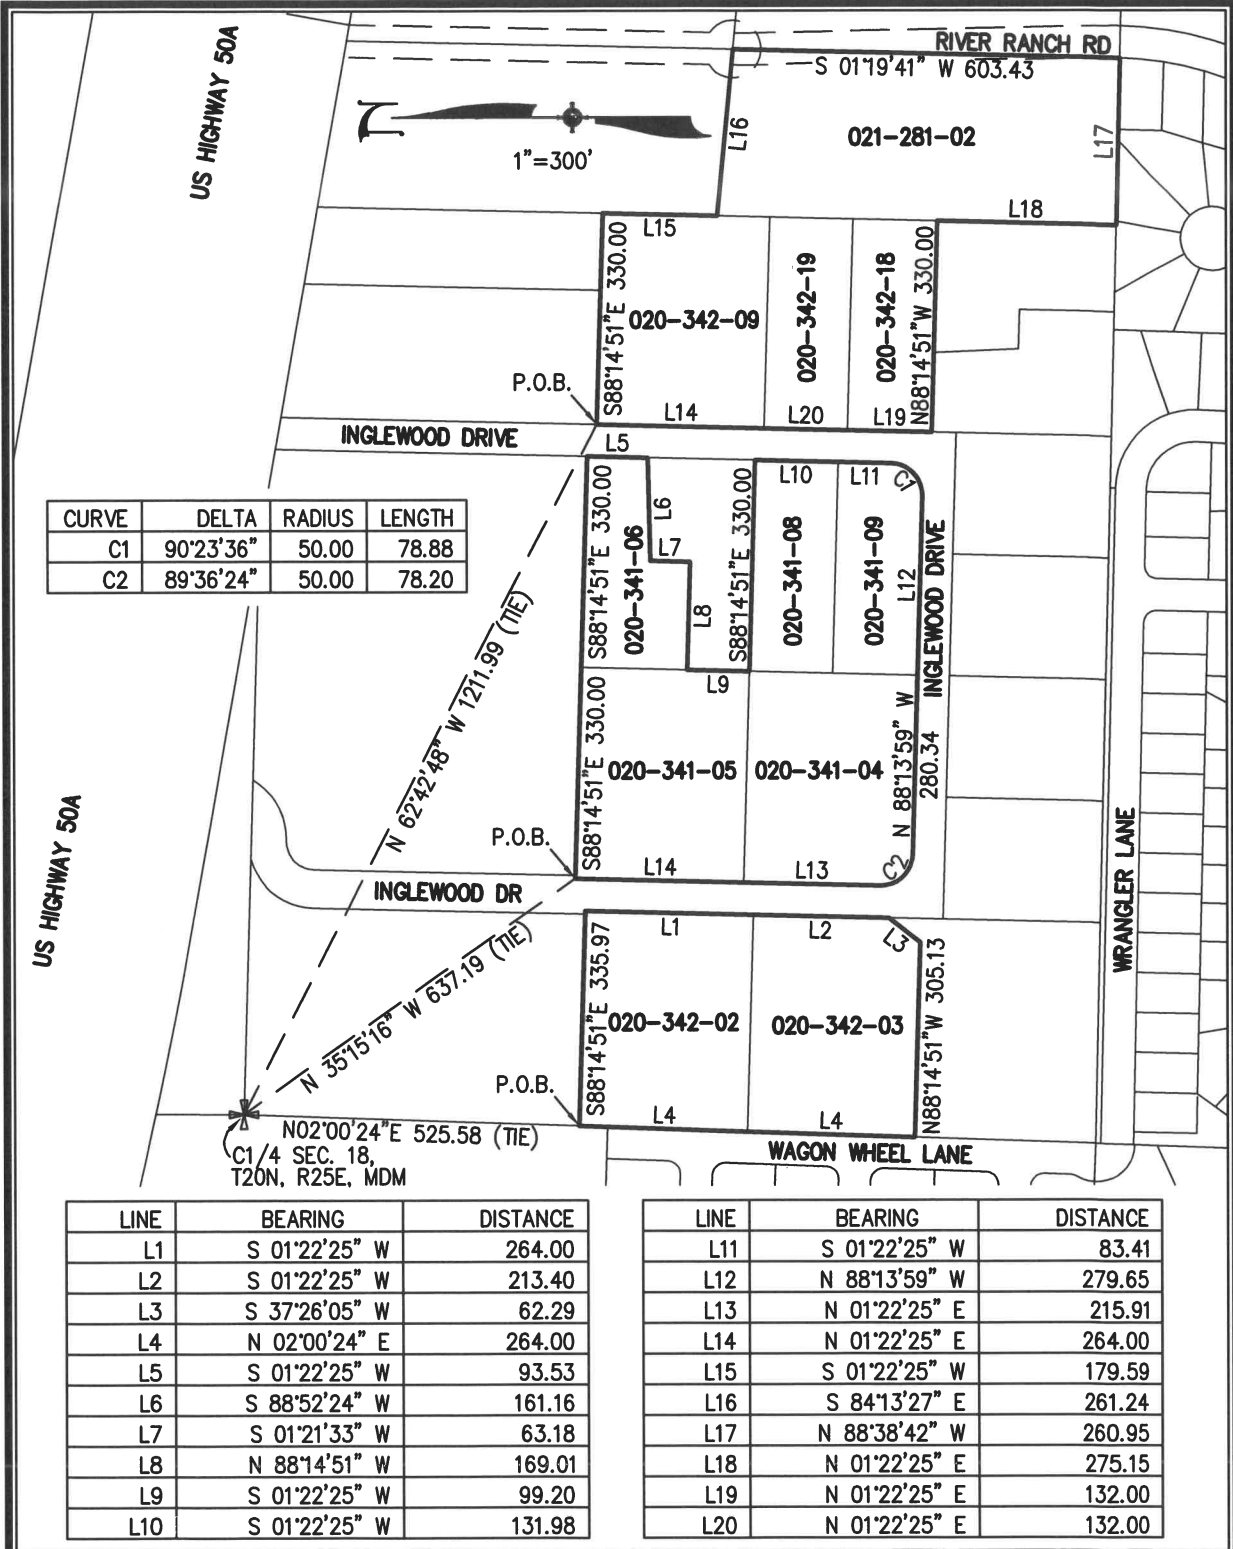 US HIGHWAY 50A
RIVER RANCH RD
S 01°19'41" W 603.43
Z
1"=300'
L16
021-281-02
L17
L18
L15
S88°14'51"E 330.00
020-342-09
020-342-19
020-342-18
N88°14'51"W 330.00
P.O.B.
L14
L20
L19
INGLEWOOD DRIVE
L5
L10
L11
C1
CURVE DELTA RADIUS LENGTH
C1 90°23'36" 50.00 78.88
C2 89°36'24" 50.00 78.20
S88°14'51"E 330.00
020-341-06
L6
L7
L8
S88°14'51"E 330.00
020-341-08
020-341-09
L12
INGLEWOOD DRIVE
L9
N 62°42'48" W 1211.99 (TIE)
S88°14'51"E 330.00
020-341-05
020-341-04
N 88°13'59" W
280.34
US HIGHWAY 50A
WRANGLER LANE
P.O.B.
L14
L13
C2
INGLEWOOD DR
L1
L2
L3
N 35°15'16" W 637.19 (TIE)
S88°14'51"E 335.97
020-342-02
020-342-03
N88°14'51"W 305.13
P.O.B.
L4
L4
N02°00'24"E 525.58 (TIE)
C1/4 SEC. 18,
T20N, R25E, MDM
WAGON WHEEL LANE
LINE BEARING DISTANCE
L1 S 01°22'25" W 264.00
L2 S 01°22'25" W 213.40
L3 S 37°26'05" W 62.29
L4 N 02°00'24" E 264.00
L5 S 01°22'25" W 93.53
L6 S 88°52'24" W 161.16
L7 S 01°21'33" W 63.18
L8 N 88°14'51" W 169.01
L9 S 01°22'25" W 99.20
L10 S 01°22'25" W 131.98
LINE BEARING DISTANCE
L11 S 01°22'25" W 83.41
L12 N 88°13'59" W 279.65
L13 N 01°22'25" E 215.91
L14 N 01°22'25" E 264.00
L15 S 01°22'25" W 179.59
L16 S 84°13'27" E 261.24
L17 N 88°38'42" W 260.95
L18 N 01°22'25" E 275.15
L19 N 01°22'25" E 132.00
L20 N 01°22'25" E 132.00